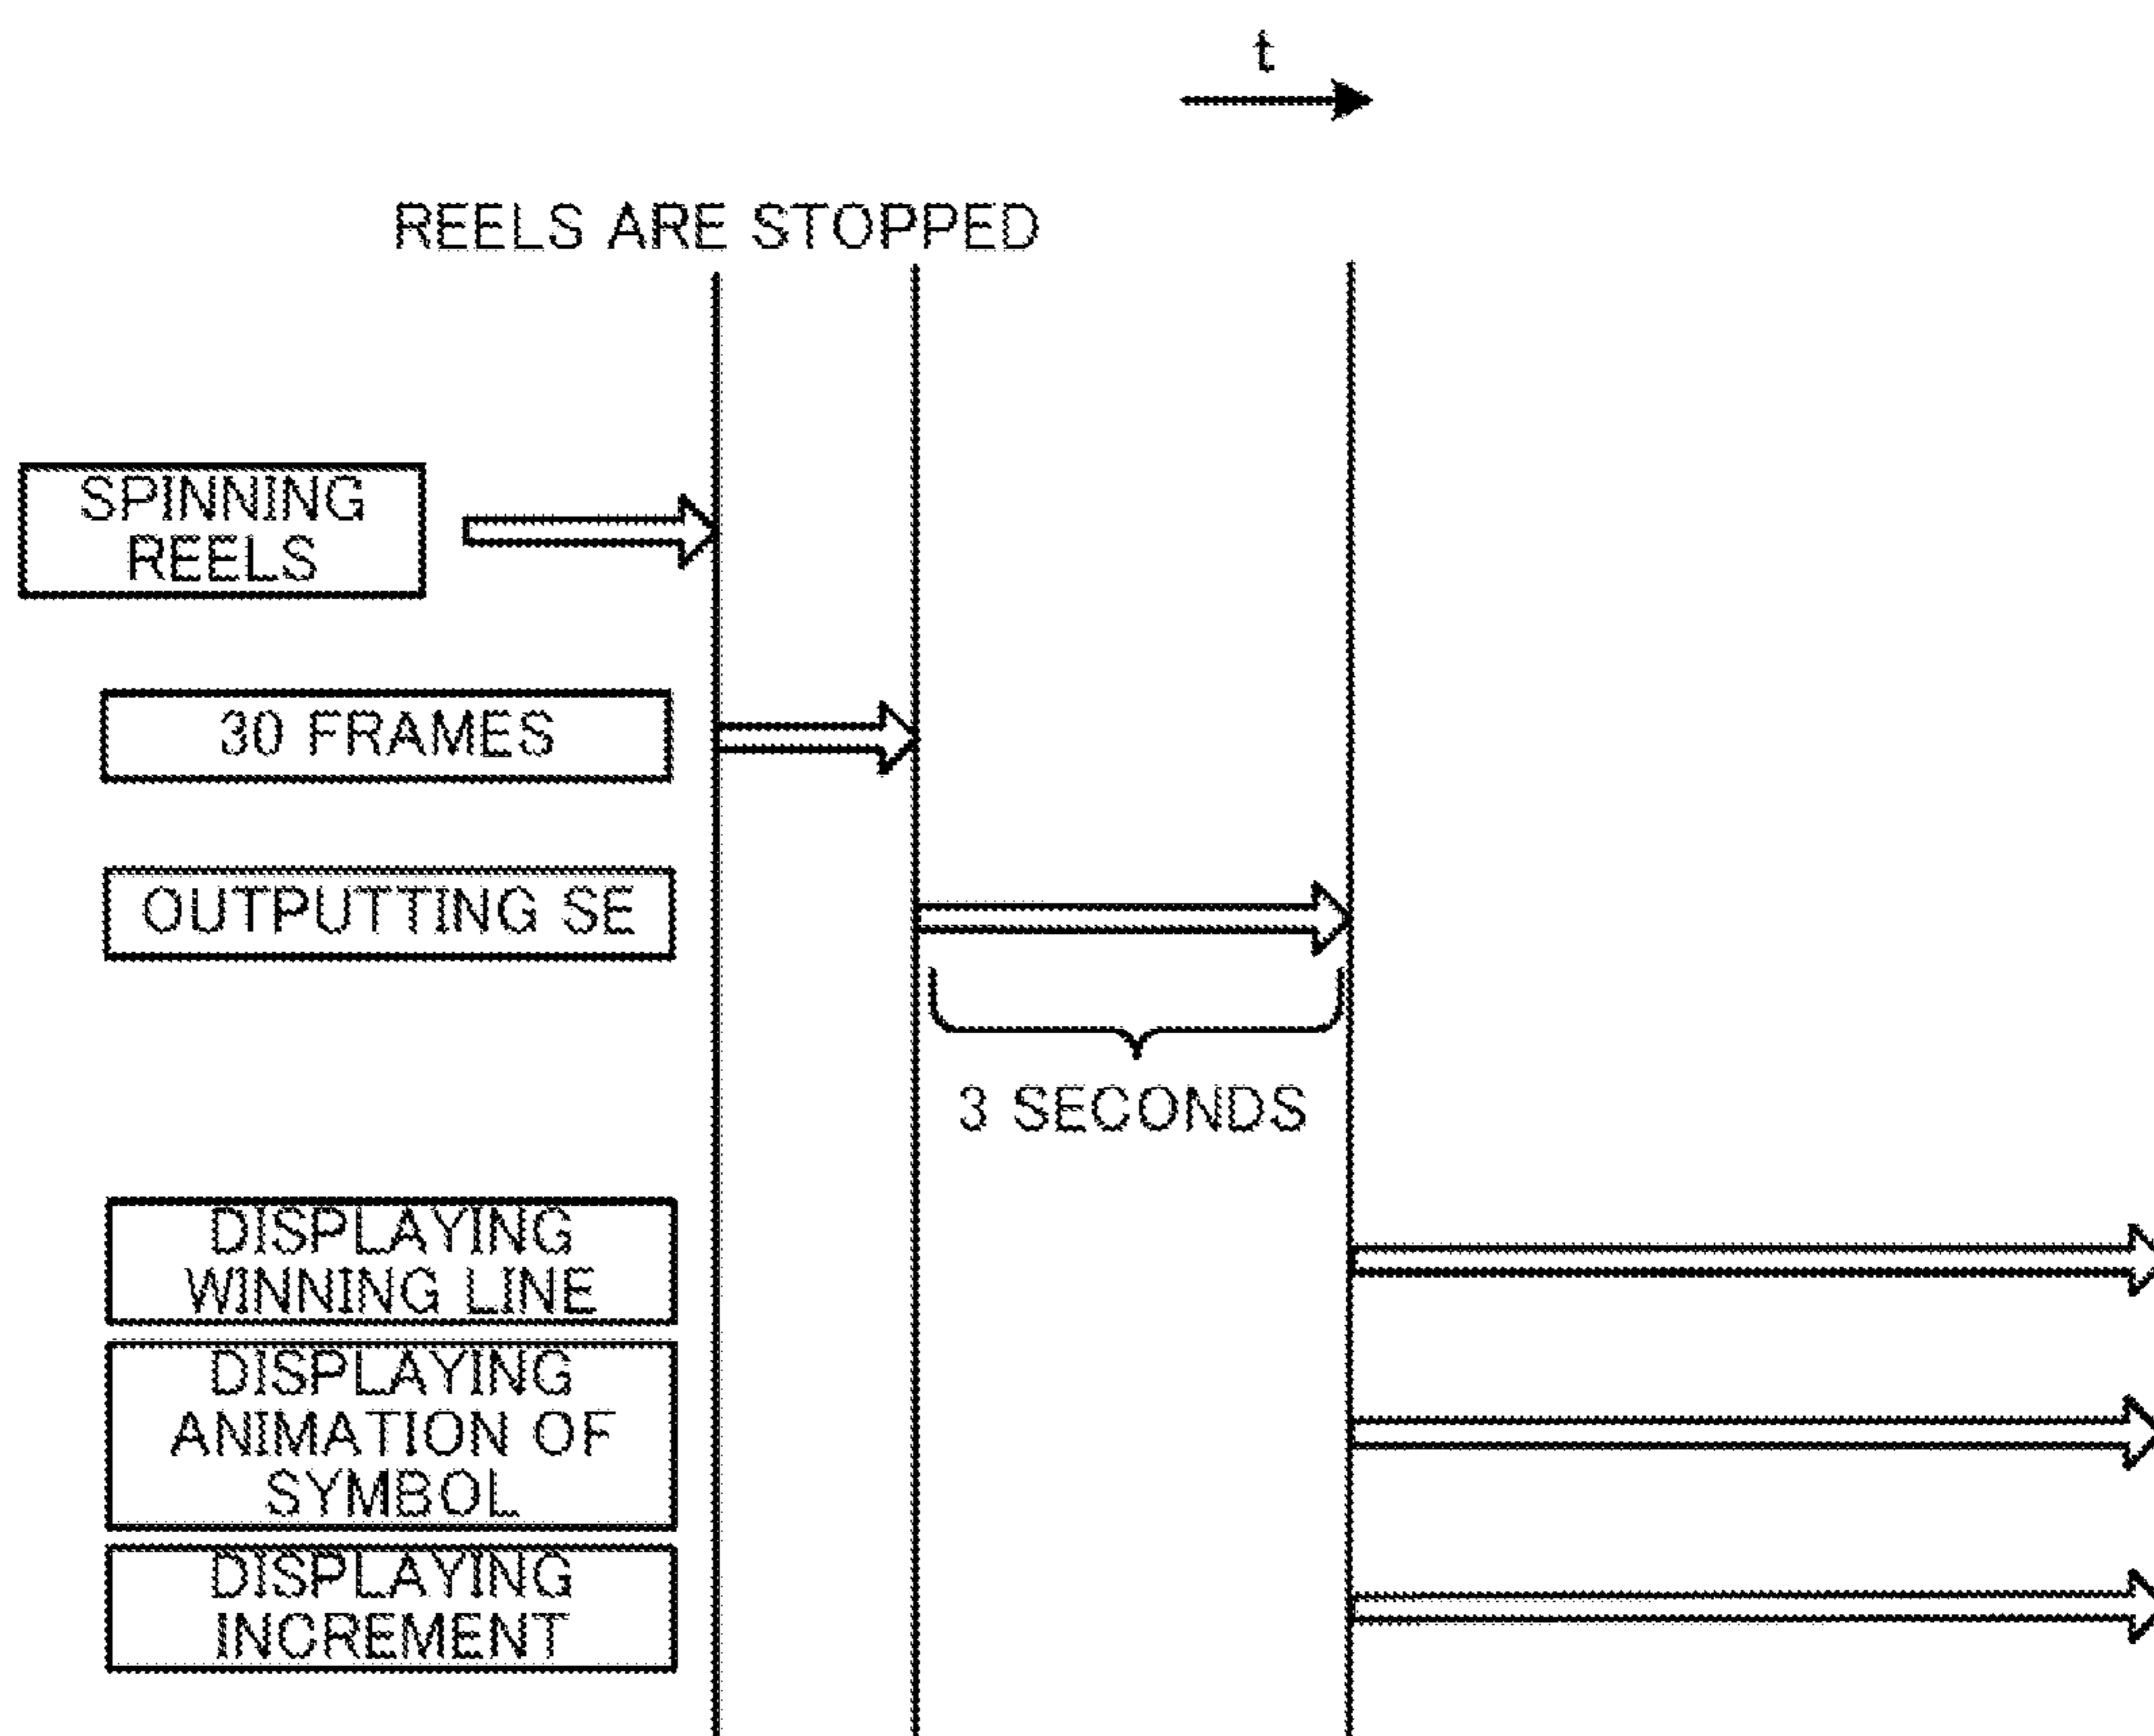 t
REELS ARE STOPPED
SPINNING
REELS
30 FRAMES
OUTPUTTING SE
3 SECONDS
DISPLAYING
WINNING LINE
DISPLAYING
ANIMATION OF
SYMBOL
DISPLAYING
INCREMENT